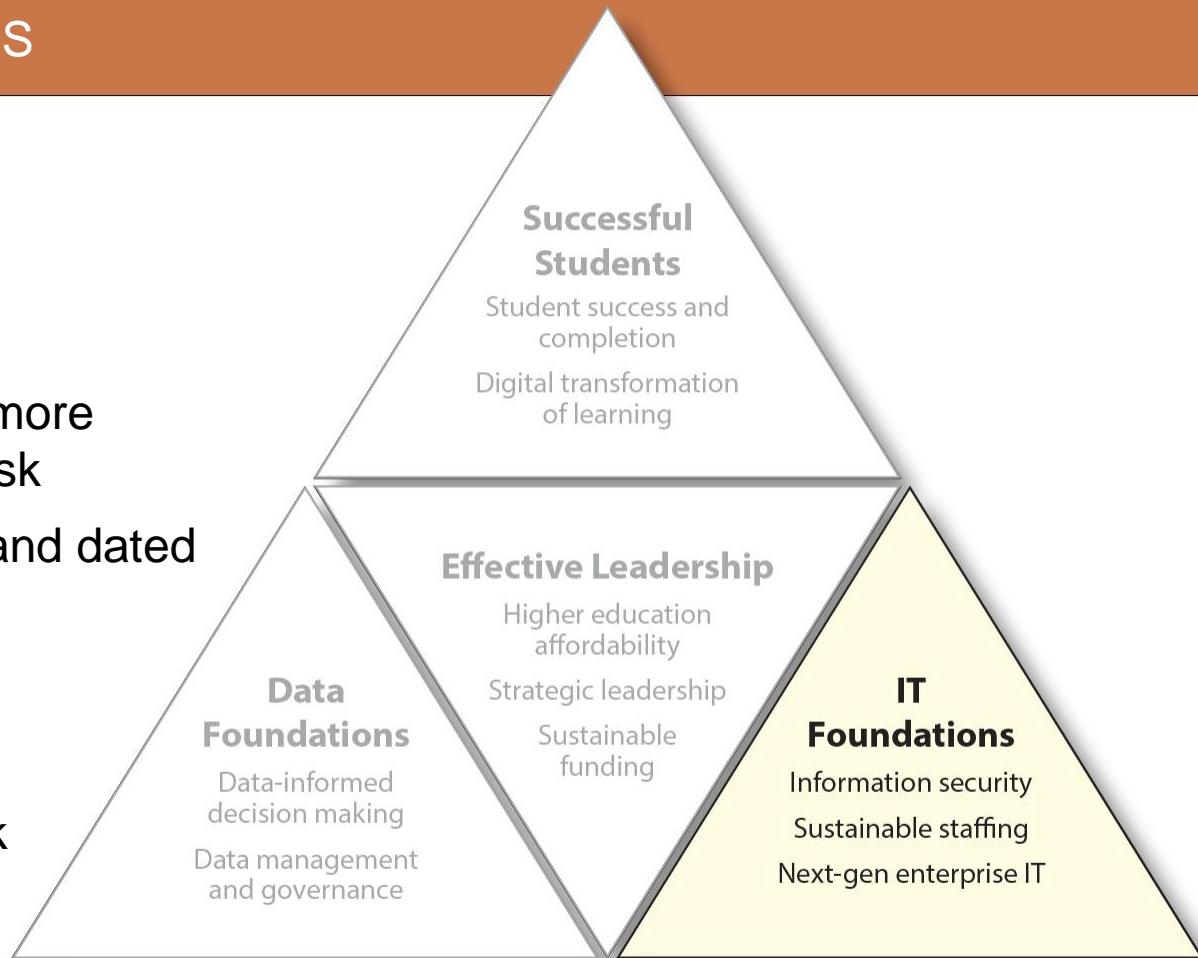 s
more
sk
and dated
k
Successful
Students
Student success and
completion
Digital transformation
of learning
Effective Leadership
Higher education
affordability
Strategic leadership
Sustainable
funding
Data
Foundations
Data-informed
decision making
Data management
and governance
IT
Foundations
Information security
Sustainable staffing
Next-gen enterprise IT